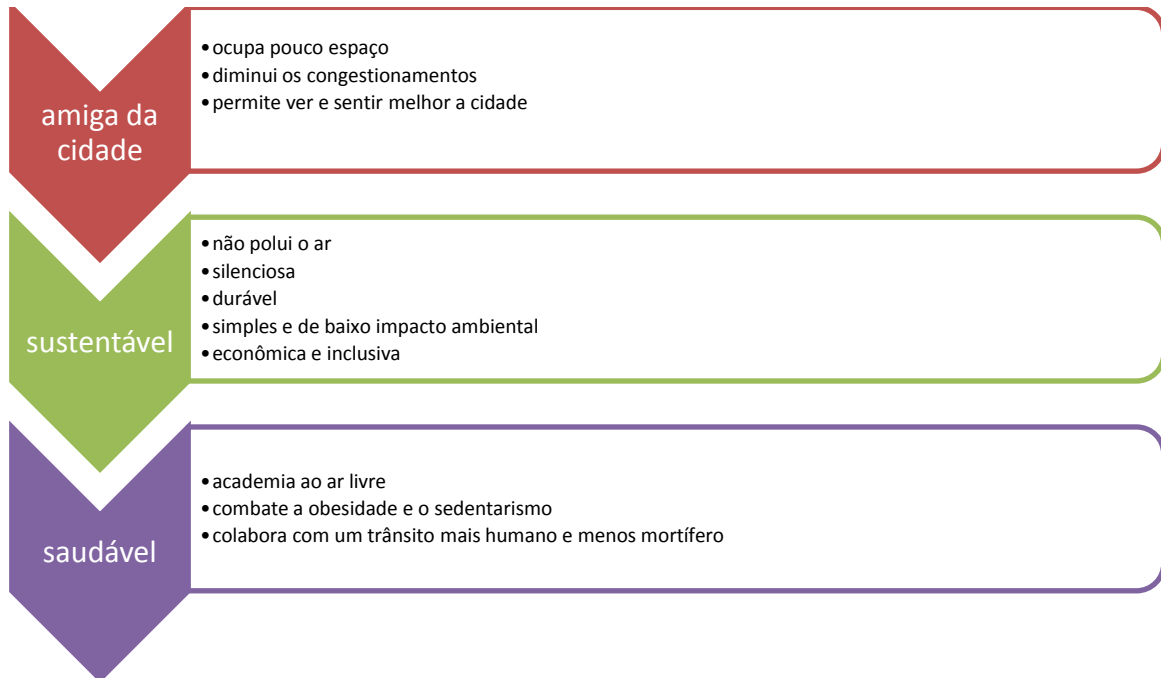 amiga da
cidade
•ocupa pouco espaço
•diminui os congestionamentos
•permite ver e sentir melhor a cidade
sustentável
•não polui o ar
•silenciosa
•durável
•simples e de baixo impacto ambiental
•econômica e inclusiva
saudável
•academia ao ar livre
•combate a obesidade e o sedentarismo
•colabora com um trânsito mais humano e menos mortífero